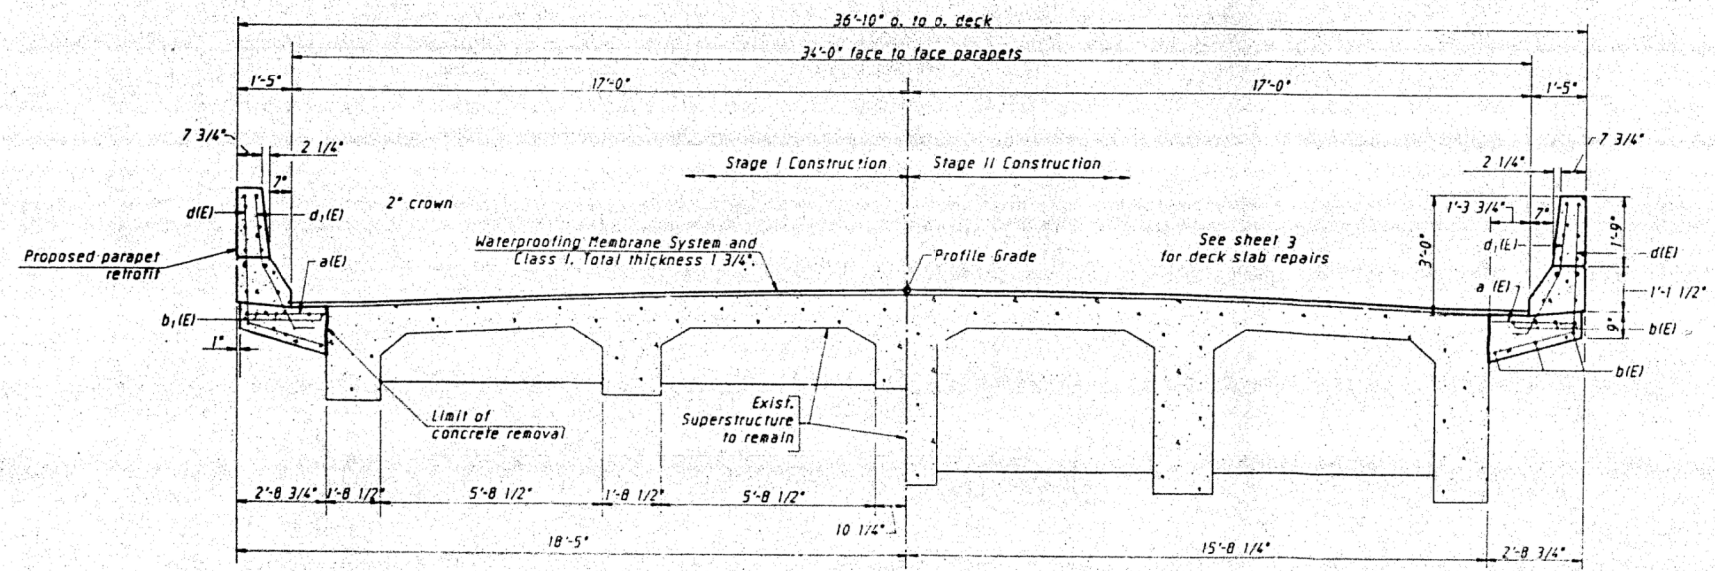 36'-10" o. to o. deck
34'-0" face to face parapets
1'-5"
17'-0"
17'-0"
1'-5"
7 3/4"
2 1/4"
7"
Stage I Construction
Stage II Construction
7 3/4"
2 1/4"
1'-3 3/4"
7"
d(E)
d₁(E)
2" crown
Proposed parapet
retrofit
a(E)
Waterproofing Membrane System and
Class I. Total thickness 1 3/4".
Profile Grade
See sheet 3
for deck slab repairs
3'-0"
d₁(E)
1'-9"
d(E)
a (E)
1'-1 1/2"
b₁(E)
9"
b(E)
1"
b(E)
Limit of
concrete removal
Exist.
Superstructure
to remain
2'-8 3/4"
1'-8 1/2"
5'-8 1/2"
1'-8 1/2"
5'-8 1/2"
10 1/4"
18'-5"
15'-8 1/4"
2'-8 3/4"